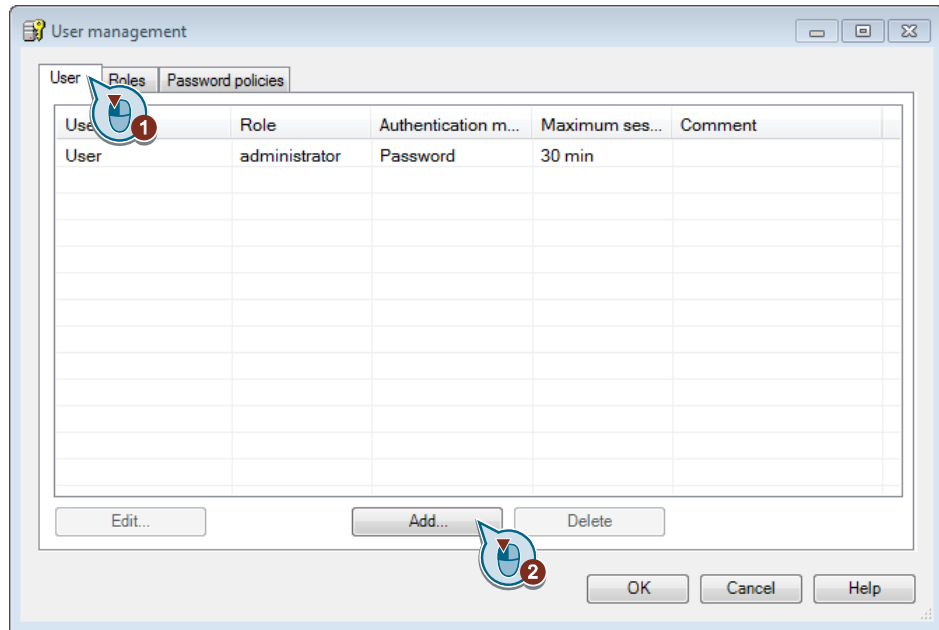 User management
User Roles Password policies
Use Role Authentication m... Maximum ses... Comment
User administrator Password 30 min
1
Edit... Add... Delete
2
OK Cancel Help